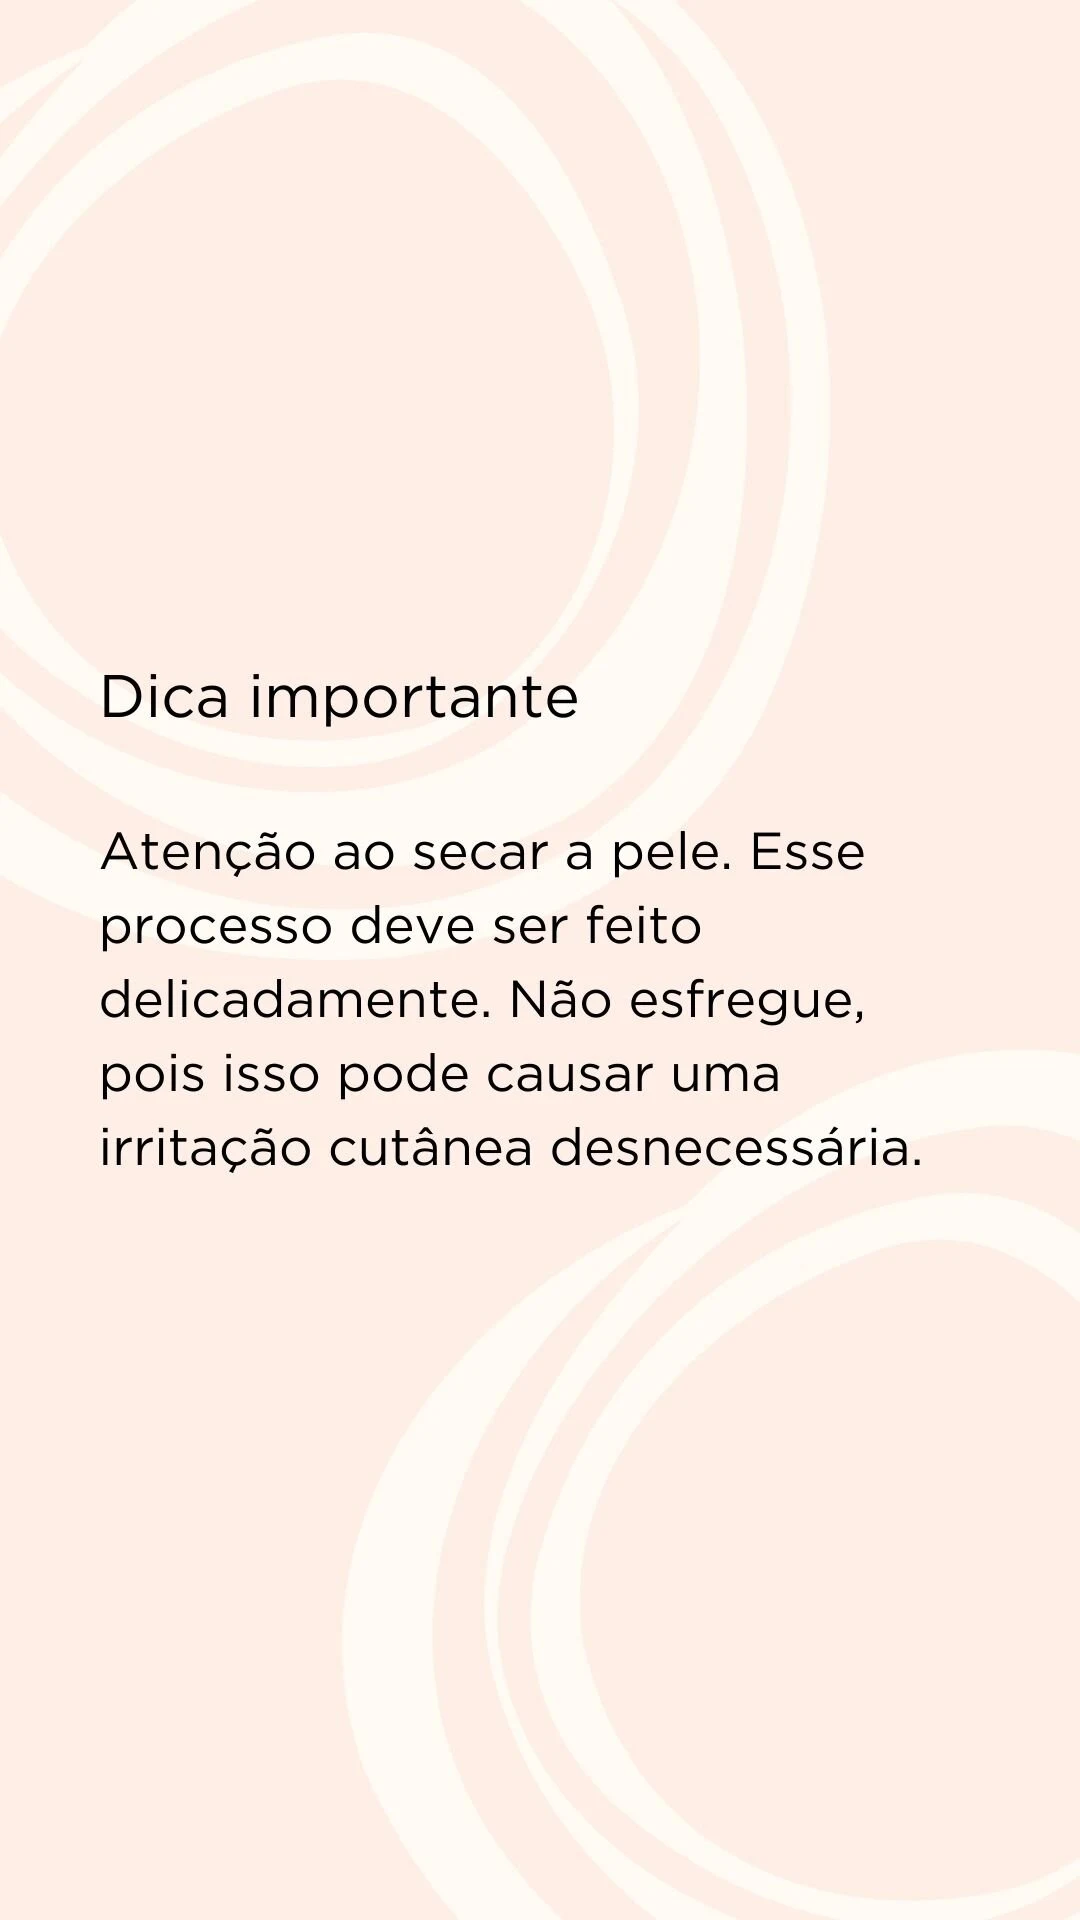 Dica importante
Atenção ao secar a pele. Esse
processo deve ser feito
delicadamente. Não esfregue,
pois isso pode causar uma
irritação cutânea desnecessária.